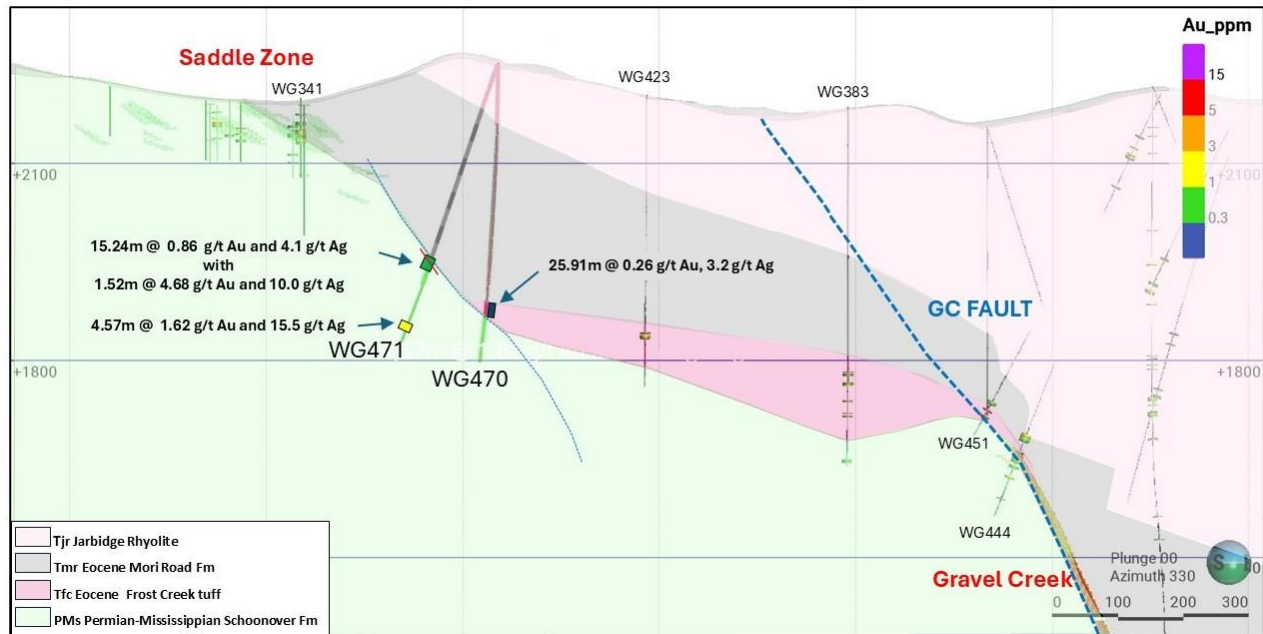 Au_ppm
15
5
3
1
0.3
Saddle Zone
WG341
WG423
WG383
+2100
+2100
15.24m @ 0.86 g/t Au and 4.1 g/t Ag
with
1.52m @ 4.68 g/t Au and 10.0 g/t Ag
25.91m @ 0.26 g/t Au, 3.2 g/t Ag
4.57m @ 1.62 g/t Au and 15.5 g/t Ag
GC FAULT
WG471
WG470
+1800
+1800
WG451
WG444
Tjr Jarbidge Rhyolite
Tmr Eocene Mori Road Fm
Tfc Eocene Frost Creek tuff
PMs Permian-Mississippian Schoonover Fm
Gravel Creek
Plunge 00
Azimuth 330
S
0 100 200 300